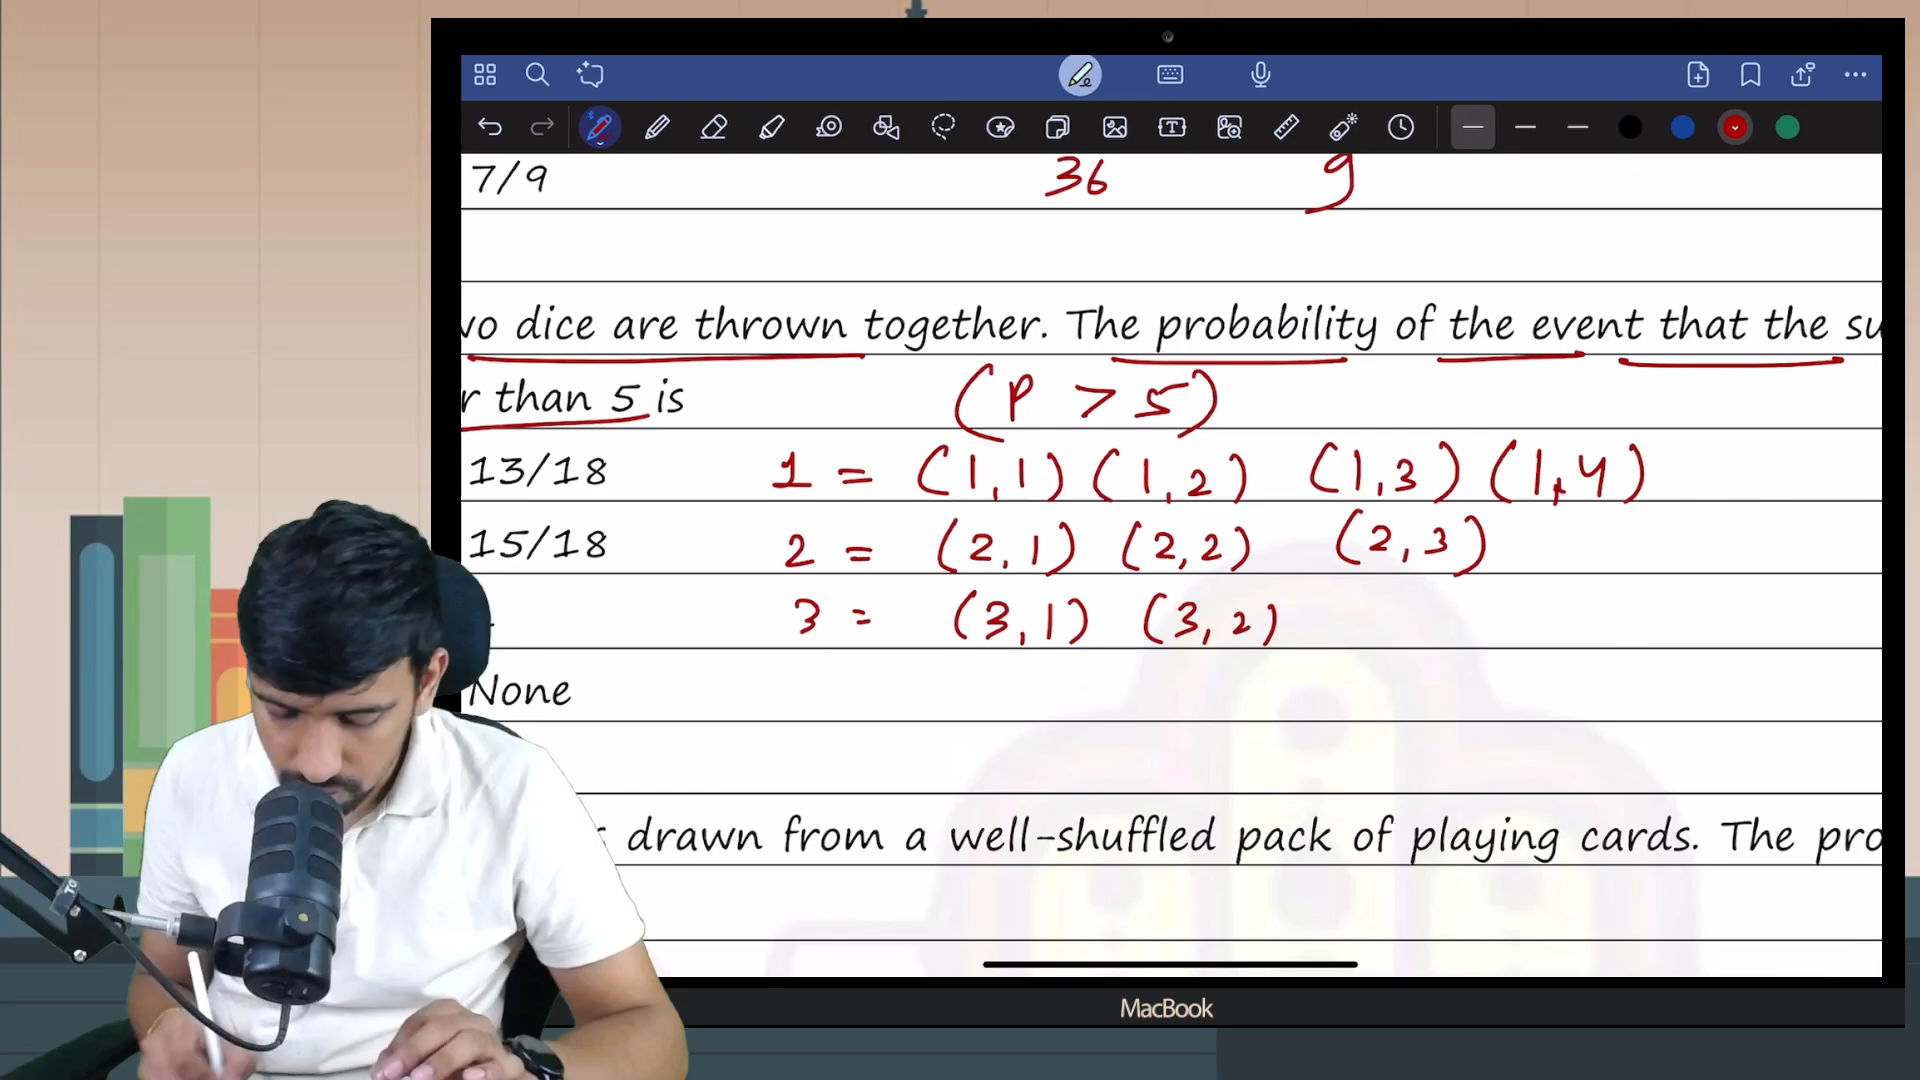 7/9 36 9
wo dice are thrown together. The probability of the event that the su
r than 5 is (P > 5)
13/18 1 = (1,1) (1,2) (1,3) (1,4)
15/18 2 = (2,1) (2,2) (2,3)
3 = (3,1) (3,2)
None
drawn from a well-shuffled pack of playing cards. The pro
MacBook